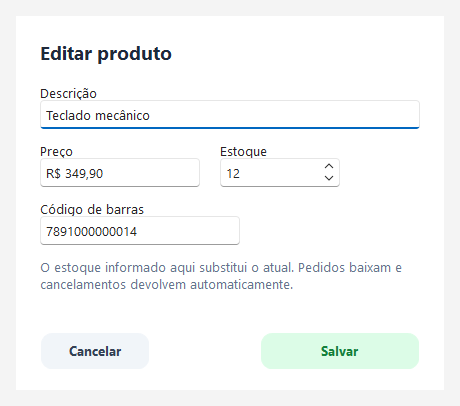 Editar produto
Descrição
Teclado mecânico
Preço
Estoque
R$ 349,90
12
Código de barras
7891000000014
O estoque informado aqui substitui o atual. Pedidos baixam e
cancelamentos devolvem automaticamente.
Cancelar
Salvar